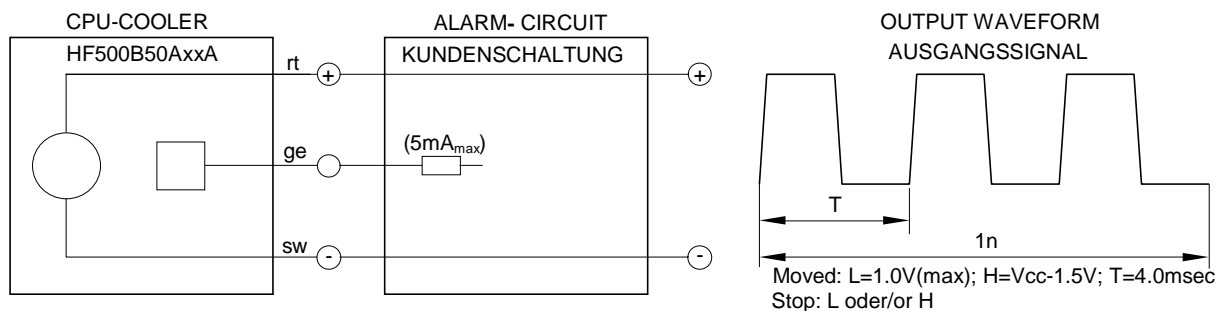 CPU-COOLER
HF500B50AxxA
rt
+
ge
sw
-
ALARM- CIRCUIT
KUNDENSCHALTUNG
(5mAmax)
+
-
OUTPUT WAVEFORM
AUSGANGSSIGNAL
T
1n
Moved: L=1.0V(max); H=Vcc-1.5V; T=4.0msec
Stop: L oder/or H